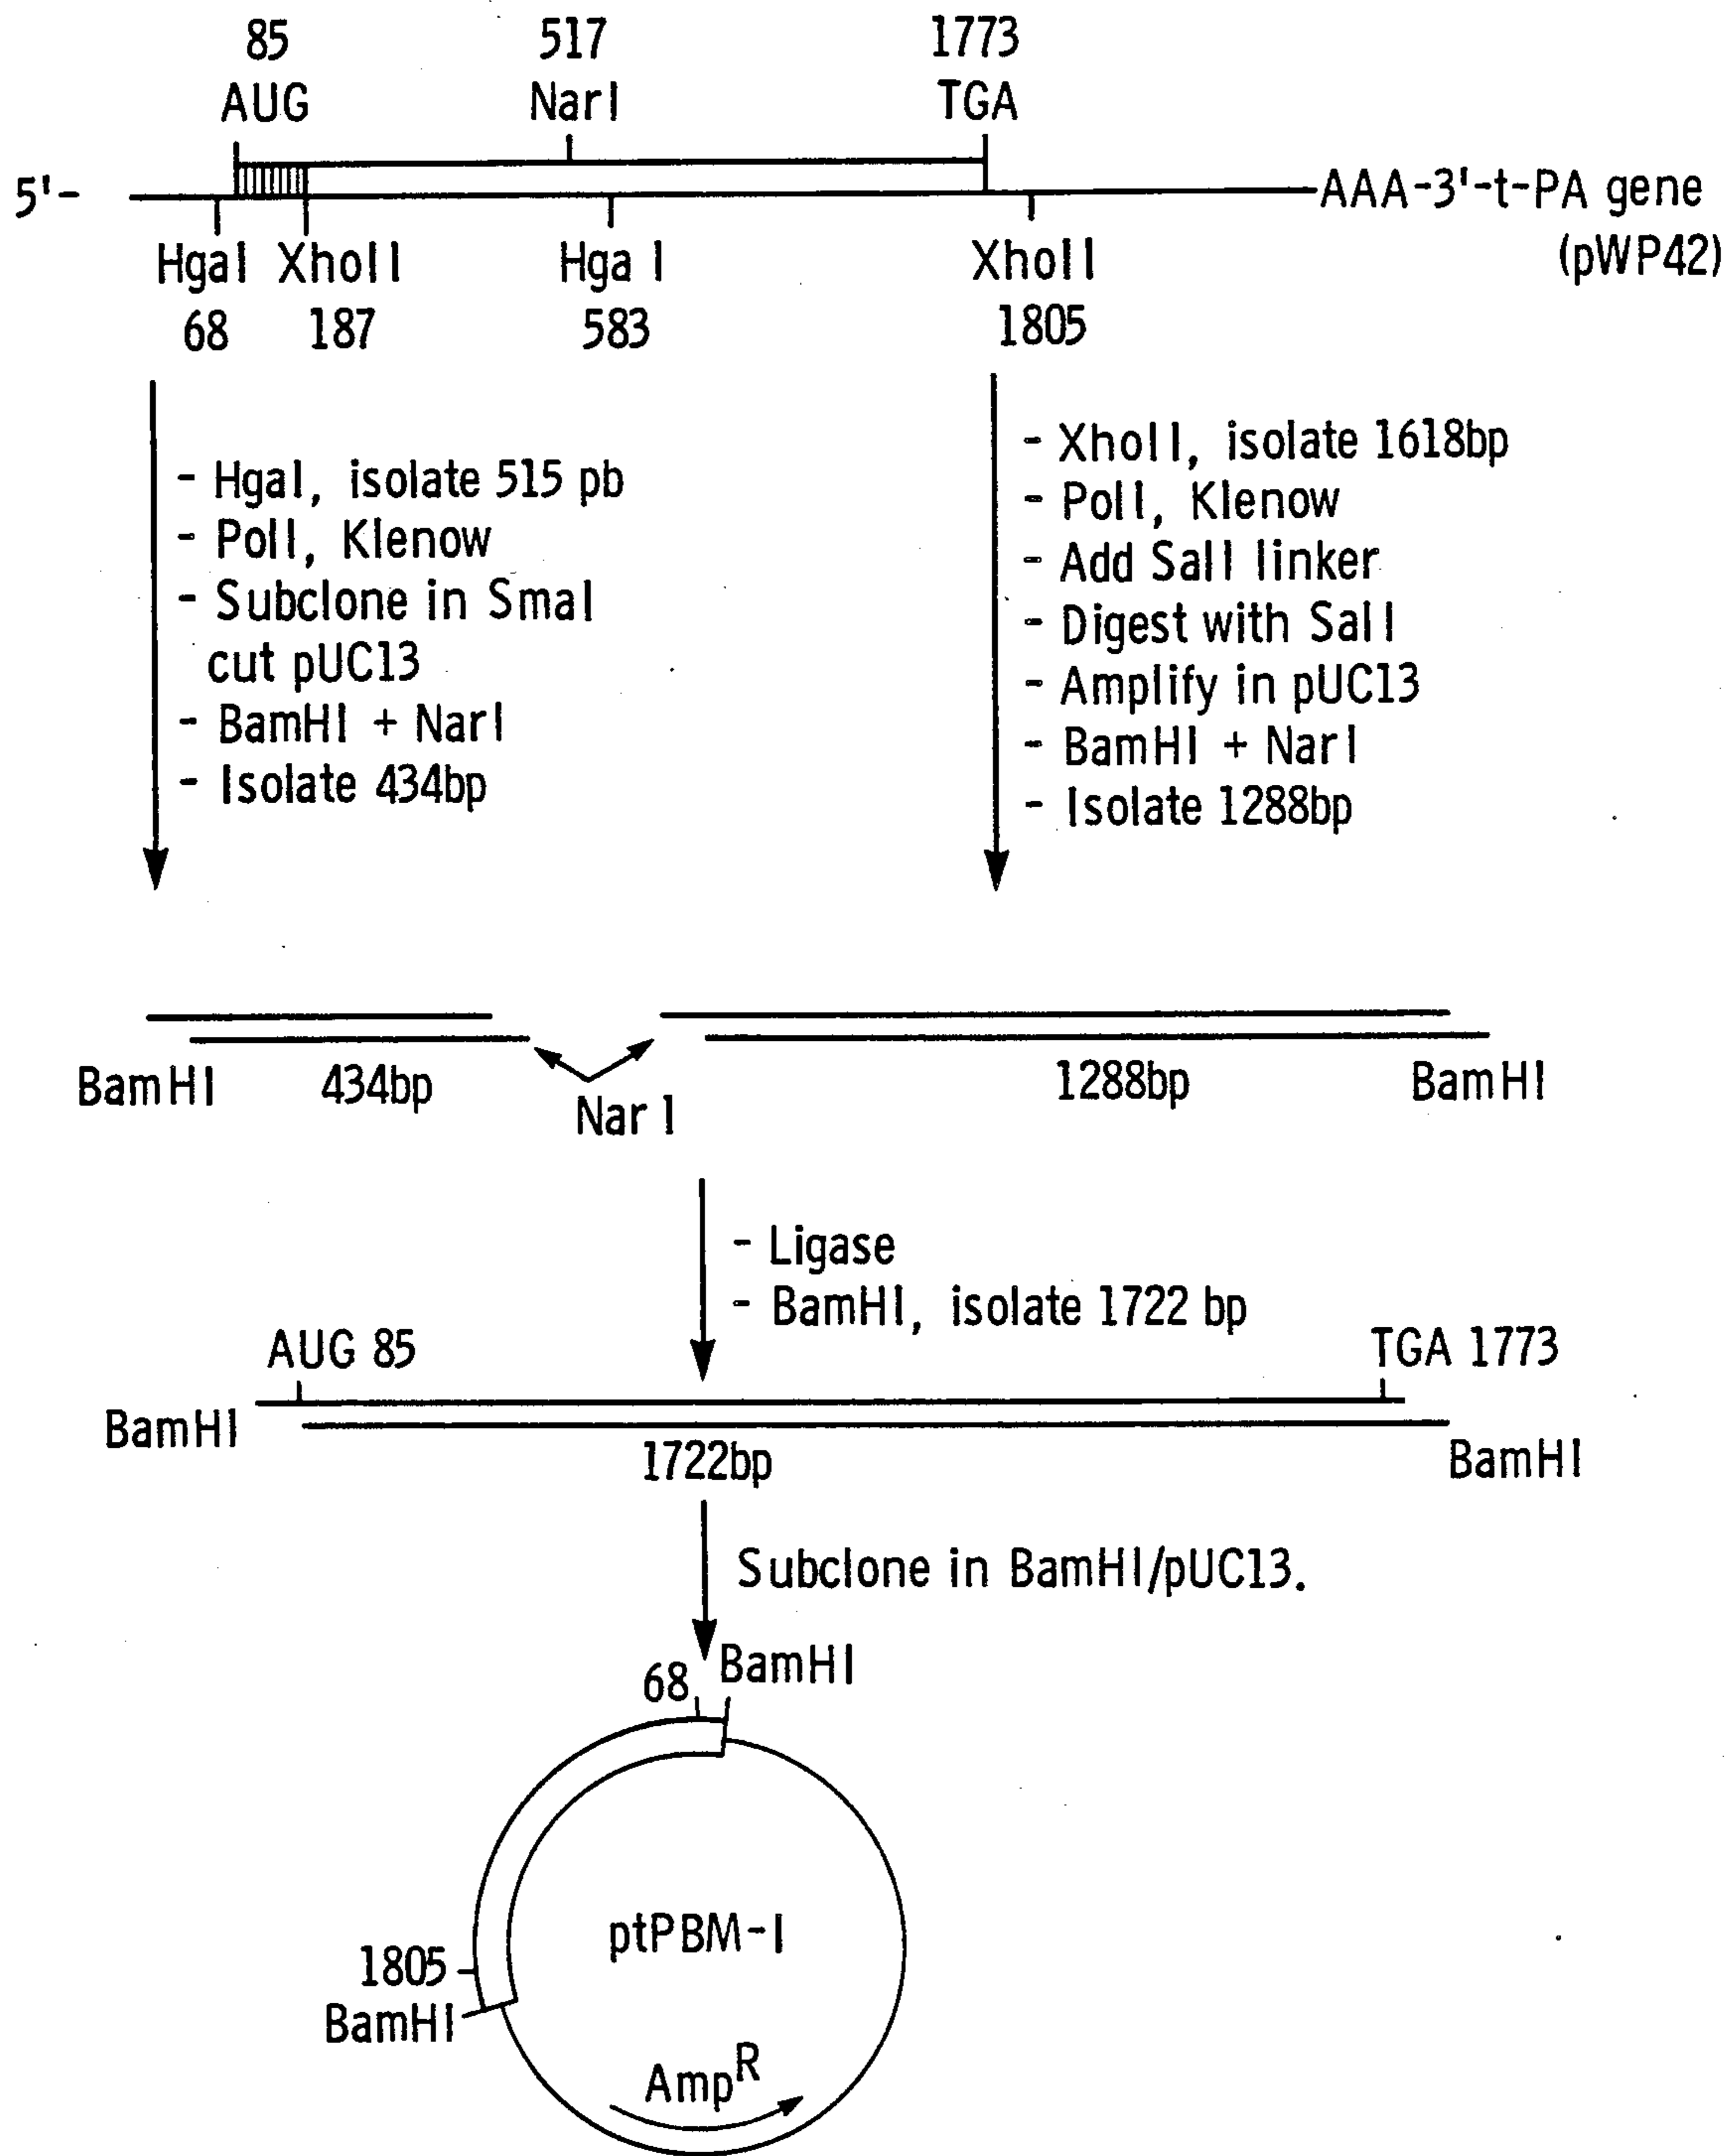 85 517 1773
AUG NarI TGA
5'- AAA-3'-t-PA gene
(pWP42)
HgaI XhoII Hga I XhoII
68 187 583 1805
- HgaI, isolate 515 pb
- PolI, Klenow
- Subclone in SmaI
cut pUC13
- BamHI + NarI
- Isolate 434bp
- XhoII, isolate 1618bp
- PolI, Klenow
- Add SalI linker
- Digest with SalI
- Amplify in pUC13
- BamHI + NarI
- Isolate 1288bp
BamHI 434bp Nar I 1288bp BamHI
- Ligase
- BamHI, isolate 1722 bp
AUG 85 TGA 1773
BamHI 1722bp BamHI
Subclone in BamHI/pUC13.
68 BamHI
ptPBM-I
1805
BamHI
Amp^R